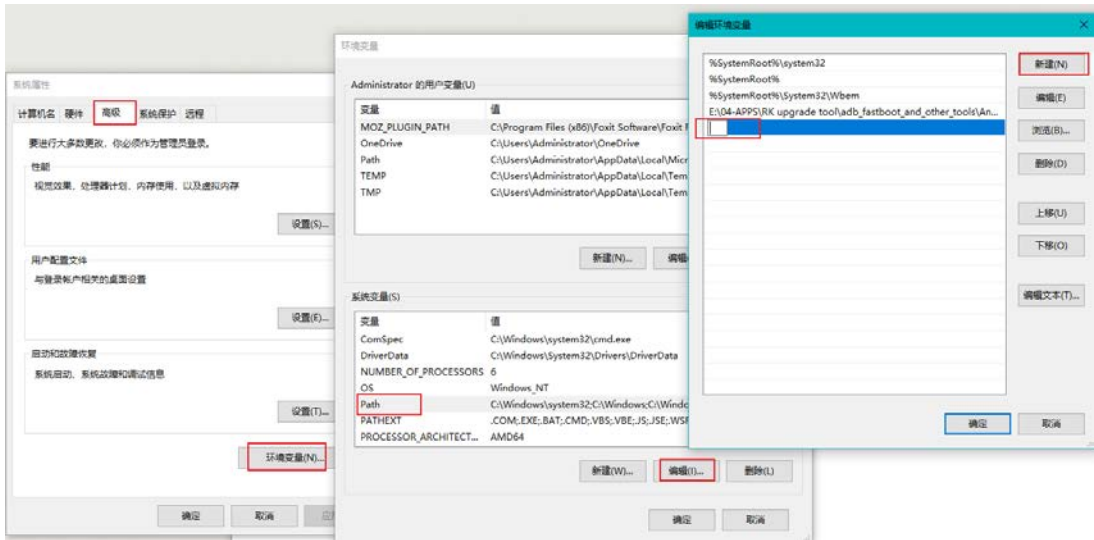 系统属性
计算机名 硬件 高级 系统保护 远程
要进行大多数更改，你必须作为管理员登录。
性能
视觉效果，处理器计划，内存使用，以及虚拟内存
设置(S)...
用户配置文件
与登录帐户相关的桌面设置
设置(E)...
启动和故障恢复
系统启动、系统故障和调试信息
设置(T)...
环境变量(N)...
确定 取消
环境变量
Administrator 的用户变量(U)
变量 值
MOZ_PLUGIN_PATH C:\Program Files (x86)\Foxit Software\Foxit
OneDrive C:\Users\Administrator\OneDrive
Path C:\Users\Administrator\AppData\Local\Micr
TEMP C:\Users\Administrator\AppData\Local\Tem
TMP C:\Users\Administrator\AppData\Local\Tem
新建(N)... 编辑
系统变量(S)
变量 值
ComSpec C:\Windows\system32\cmd.exe
DriverData C:\Windows\System32\Drivers\DriverData
NUMBER_OF_PROCESSORS 6
OS Windows_NT
Path C:\Windows\system32;C:\Windows;C:\Windo
PATHEXT .COM;.EXE;.BAT;.CMD;.VBS;.VBE;.JS;.JSE;.WSF
PROCESSOR_ARCHITECT... AMD64
新建(W)... 编辑(I)... 删除(L)
确定 取消
编辑环境变量
%SystemRoot%\system32
%SystemRoot%
%SystemRoot%\System32\Wbem
E:\04-APPS\RK upgrade tool\adb_fastboot_and_other_tools\An...
新建(N)
编辑(E)
浏览(B)...
删除(D)
上移(U)
下移(O)
编辑文本(T)...
确定 取消